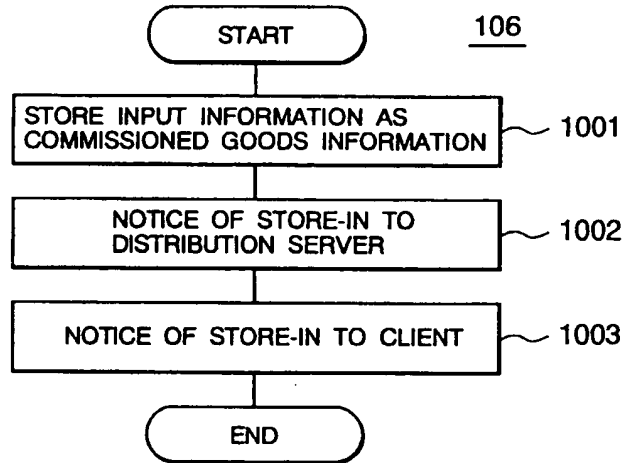 START
106
STORE INPUT INFORMATION AS
COMMISSIONED GOODS INFORMATION
1001
NOTICE OF STORE-IN TO
DISTRIBUTION SERVER
1002
NOTICE OF STORE-IN TO CLIENT
1003
END